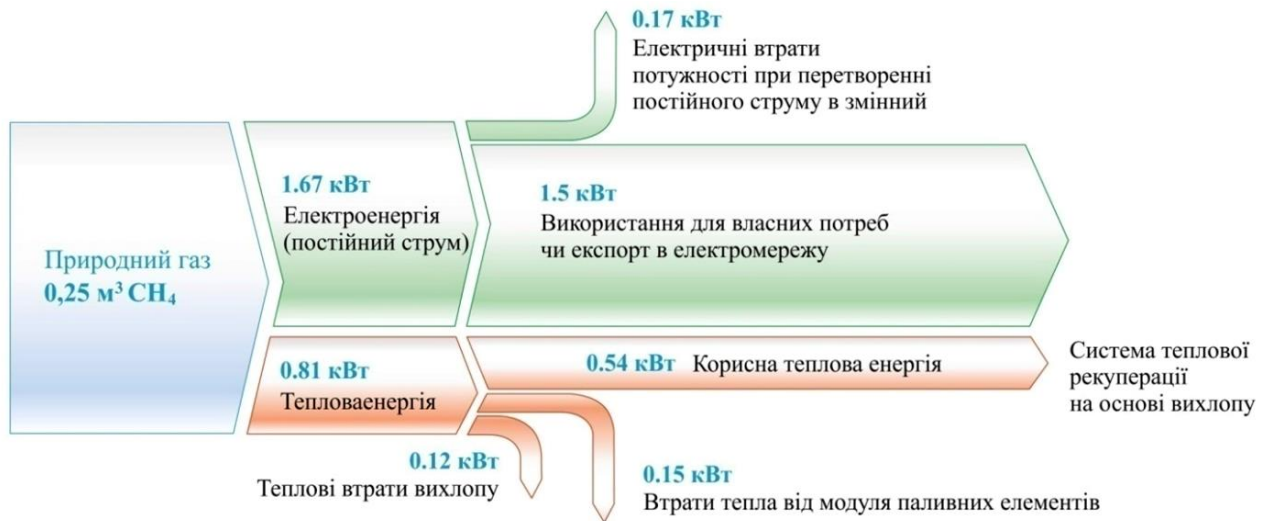 0.17 кВт
Електричні втрати
потужності при перетворенні
постійного струму в змінний
1.67 кВт
Електроенергія
(постійний струм)
1.5 кВт
Використання для власних потреб
чи експорт в електромережу
Природний газ
0,25 м³ CH₄
0.81 кВт
Тепловаенергія
0.54 кВт Корисна теплова енергія
Система теплової
рекуперації
на основі вихлопу
0.12 кВт
Теплові втрати вихлопу
0.15 кВт
Втрати тепла від модуля паливних елементів